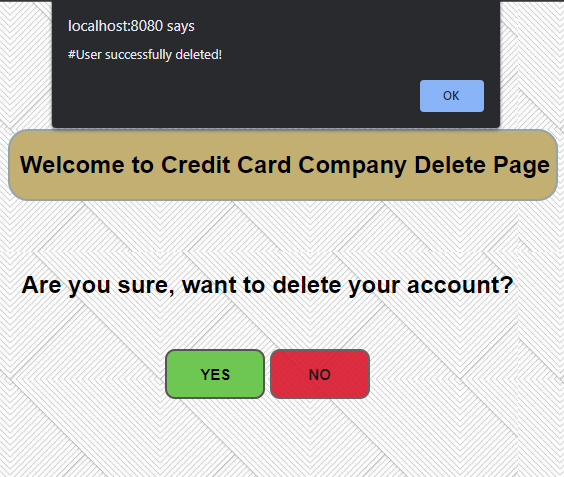 localhost:8080 says
#User successfully deleted!
OK
Welcome to Credit Card Company Delete Page
Are you sure, want to delete your account?
YES NO